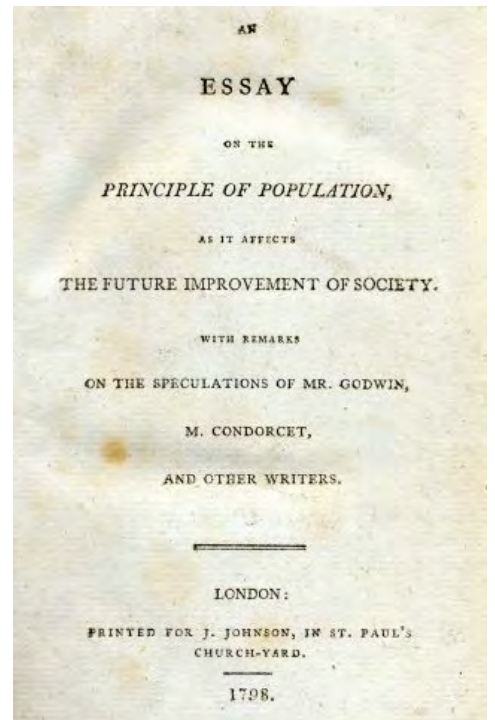 AN
ESSAY
ON THE
PRINCIPLE OF POPULATION,
AS IT AFFECTS
THE FUTURE IMPROVEMENT OF SOCIETY.
WITH REMARKS
ON THE SPECULATIONS OF MR. GODWIN,
M. CONDORCET,
AND OTHER WRITERS.
LONDON:
PRINTED FOR J. JOHNSON, IN ST. PAUL'S
CHURCH-YARD.
1798.